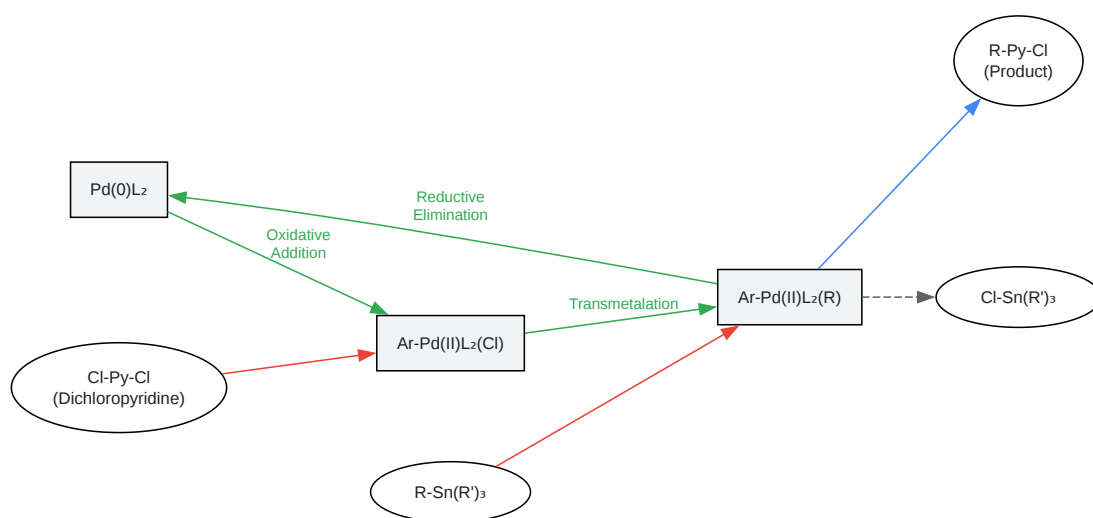 R-Py-Cl
(Product)
Pd(0)L₂
Reductive
Elimination
Oxidative
Addition
Ar-Pd(II)L₂(R)
Cl-Sn(R')₃
Transmetalation
Ar-Pd(II)L₂(Cl)
Cl-Py-Cl
(Dichloropyridine)
R-Sn(R')₃